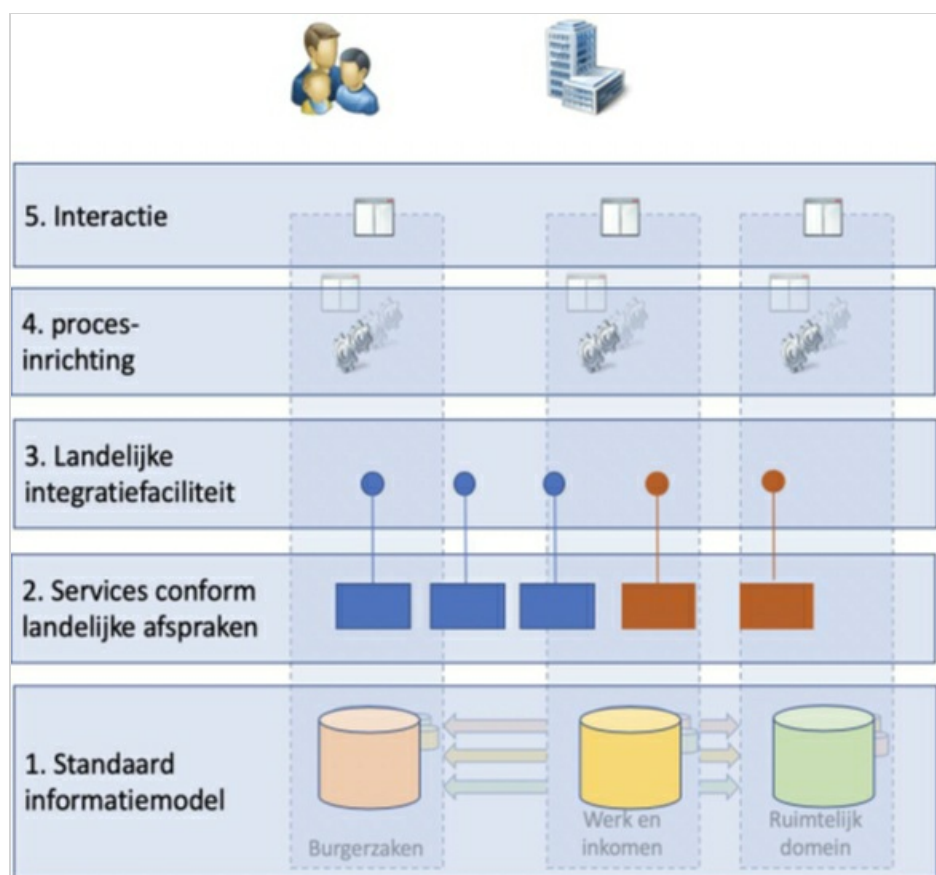 5. Interactie
4. proces-
inrichting
3. Landelijke
integratiefaciliteit
2. Services conform
landelijke afspraken
1. Standaard
informatiemodel
Burgerzaken
Werk en
inkomen
Ruimtelijk
domein